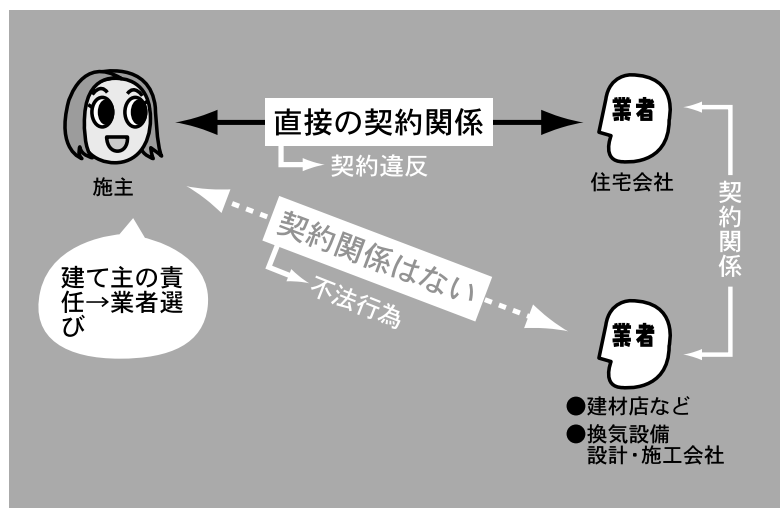 直接の契約関係
契約違反
施主
業者
住宅会社
契約関係
契約関係はない
不法行為
建て主の責
任→業者選
び
業者
●建材店など
●換気設備
設計・施工会社